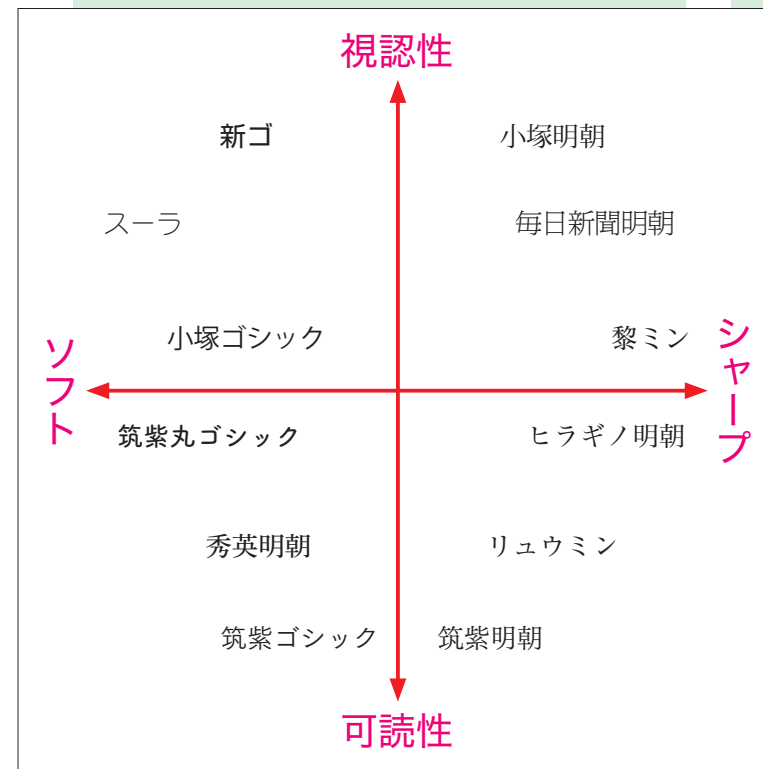 視認性
新ゴ
小塚明朝
スーラ
毎日新聞明朝
小塚ゴシック
黎ミン
ソフト
シャープ
筑紫丸ゴシック
ヒラギノ明朝
秀英明朝
リュウミン
筑紫ゴシック
筑紫明朝
可読性